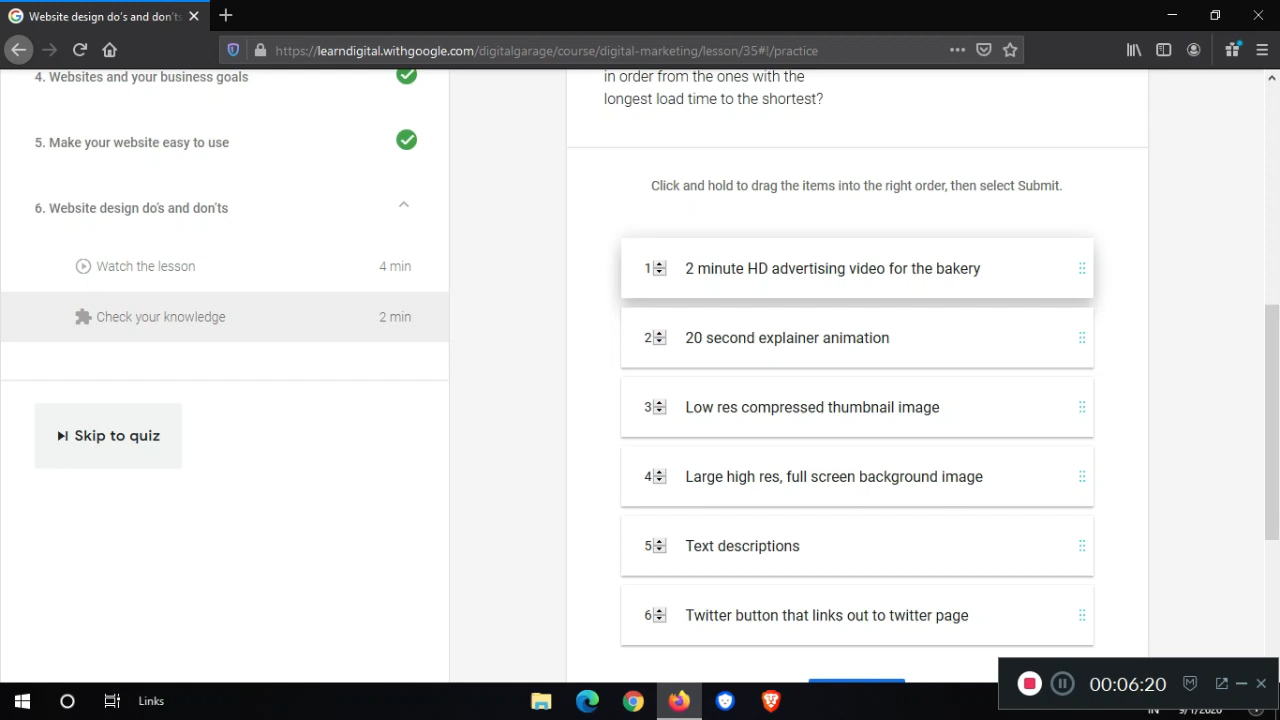 Website design do's and don'ts
https://learndigital.withgoogle.com/digitalgarage/course/digital-marketing/lesson/35#!/practice
4. Websites and your business goals
5. Make your website easy to use
6. Website design do's and don'ts
Watch the lesson 4 min
Check your knowledge 2 min
Skip to quiz
in order from the ones with the
longest load time to the shortest?
Click and hold to drag the items into the right order, then select Submit.
1 2 minute HD advertising video for the bakery
2 20 second explainer animation
3 Low res compressed thumbnail image
4 Large high res, full screen background image
5 Text descriptions
6 Twitter button that links out to twitter page
00:06:20
Links
IN 9/1/2020